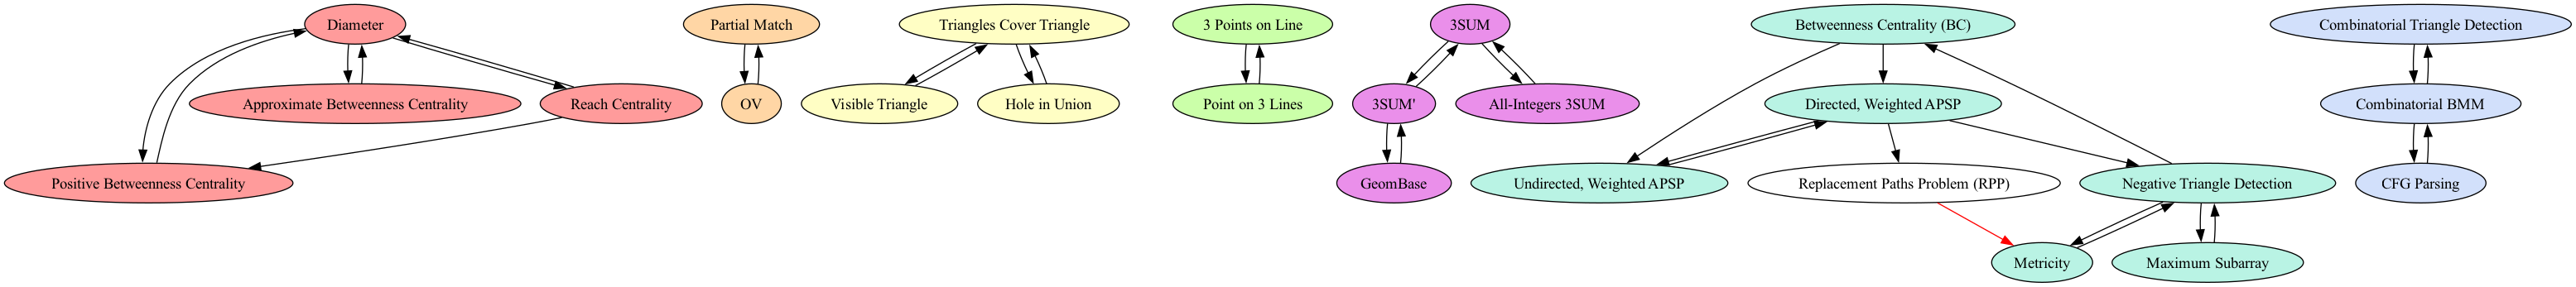 Diameter
Partial Match
Triangles Cover Triangle
3 Points on Line
3SUM
Betweenness Centrality (BC)
Combinatorial Triangle Detection
Approximate Betweenness Centrality
Reach Centrality
OV
Visible Triangle
Hole in Union
Point on 3 Lines
3SUM'
All-Integers 3SUM
Directed, Weighted APSP
Combinatorial BMM
Positive Betweenness Centrality
GeomBase
Undirected, Weighted APSP
Replacement Paths Problem (RPP)
Negative Triangle Detection
CFG Parsing
Metricity
Maximum Subarray